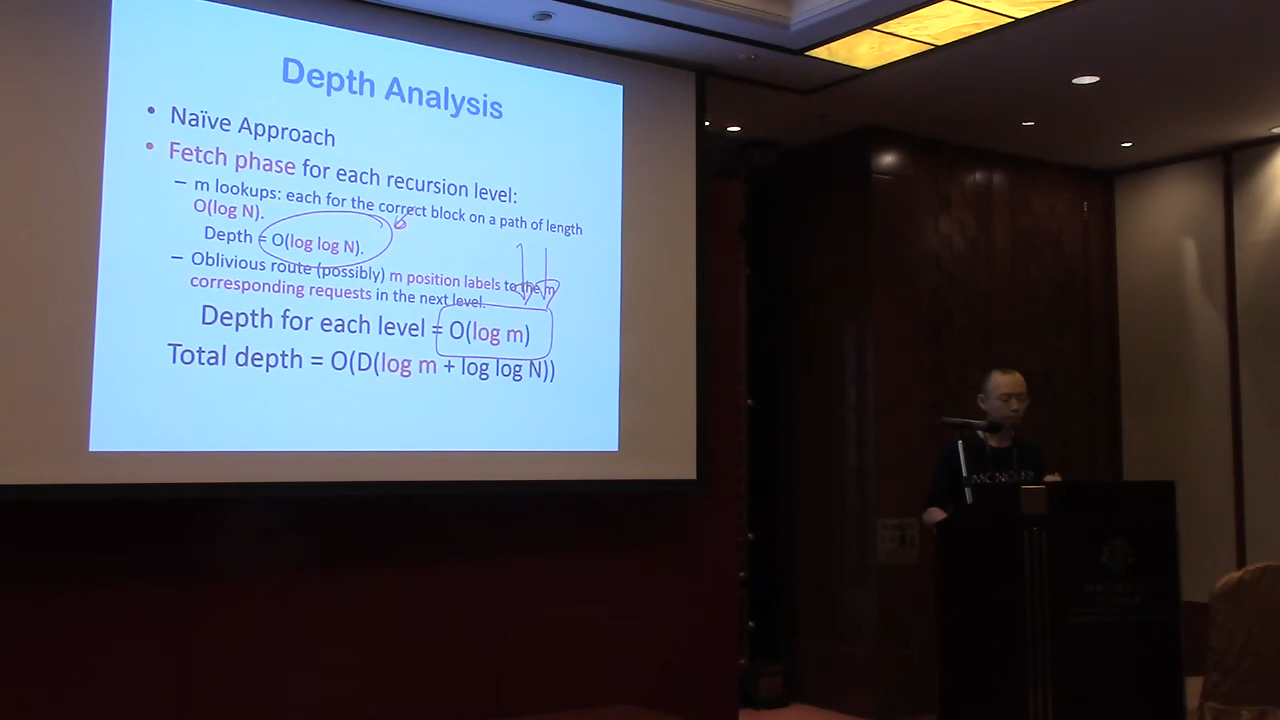 Depth Analysis
• Naïve Approach
• Fetch phase for each recursion level:
– m lookups: each for the correct block on a path of length
O(log N).
Depth = O(log log N).
– Oblivious route (possibly) m position labels to the m
corresponding requests in the next level.
Depth for each level = O(log m)
Total depth = O(D(log m + log log N))